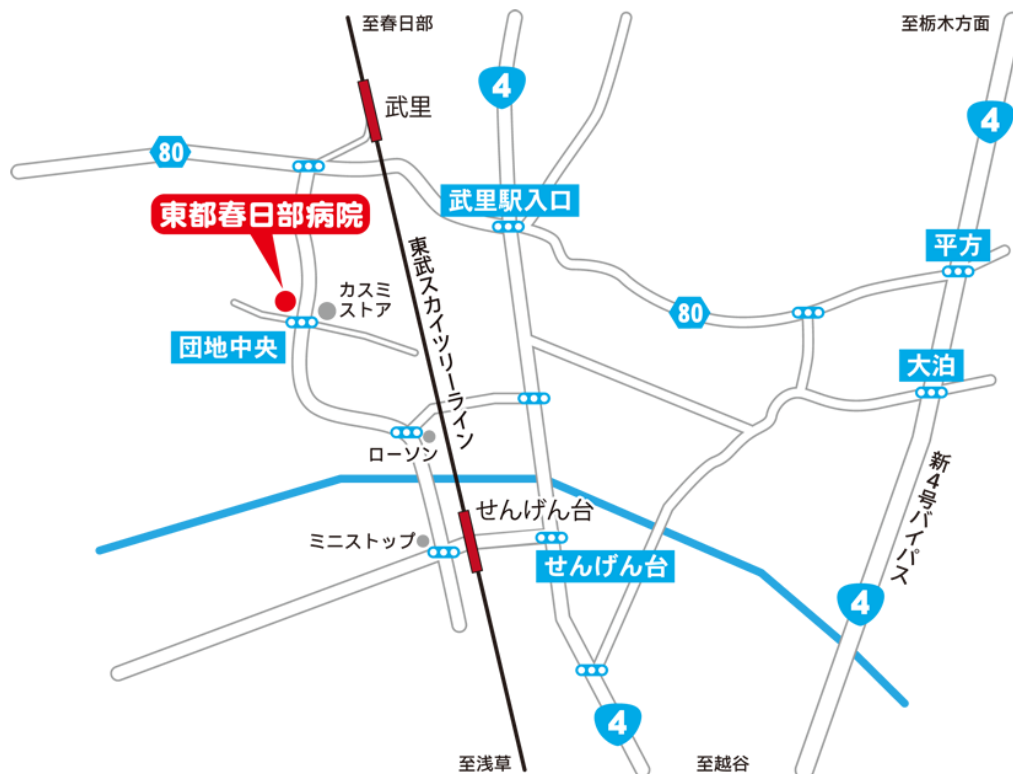 至春日部
至栃木方面
4
武里
4
80
武里駅入口
東都春日部病院
平方
東武スカイツリーライン
カスミ
ストア
80
団地中央
大泊
ローソン
新4号バイパス
せんげん台
ミニストップ
せんげん台
4
4
至浅草
至越谷